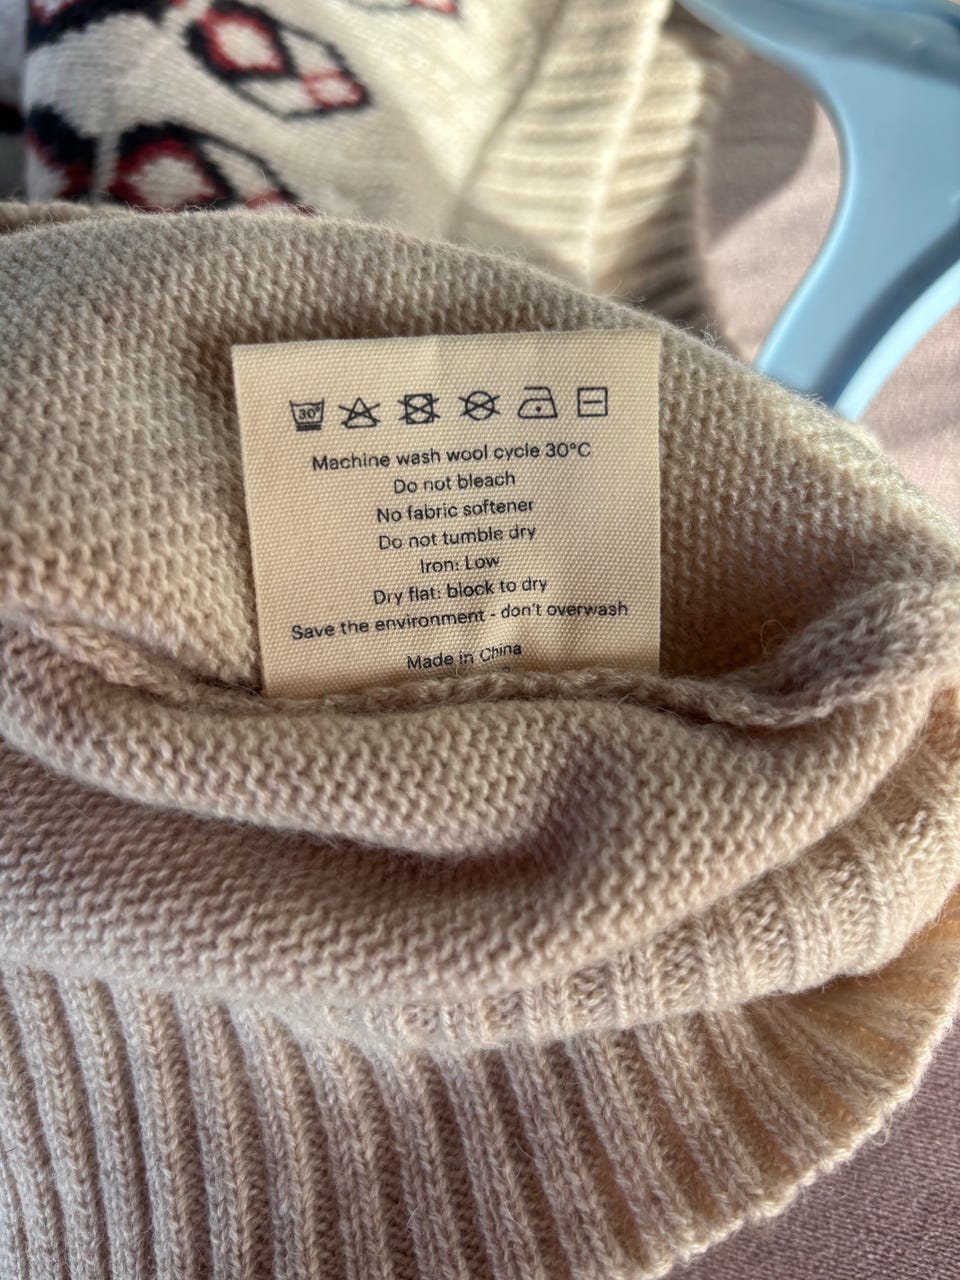 30°
Machine wash wool cycle 30°C
Do not bleach
No fabric softener
Do not tumble dry
Iron: Low
Dry flat: block to dry
Save the environment - don't overwash
Made in China